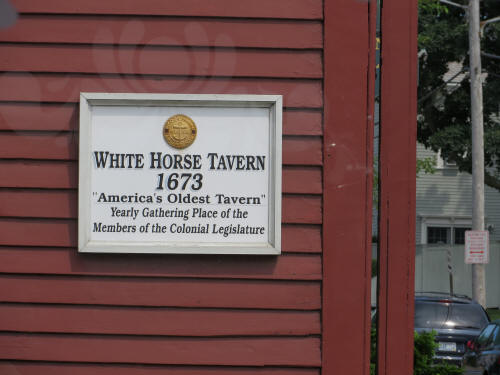 WHITE HORSE TAVERN
1673
"America's Oldest Tavern"
Yearly Gathering Place of the
Members of the Colonial Legislature